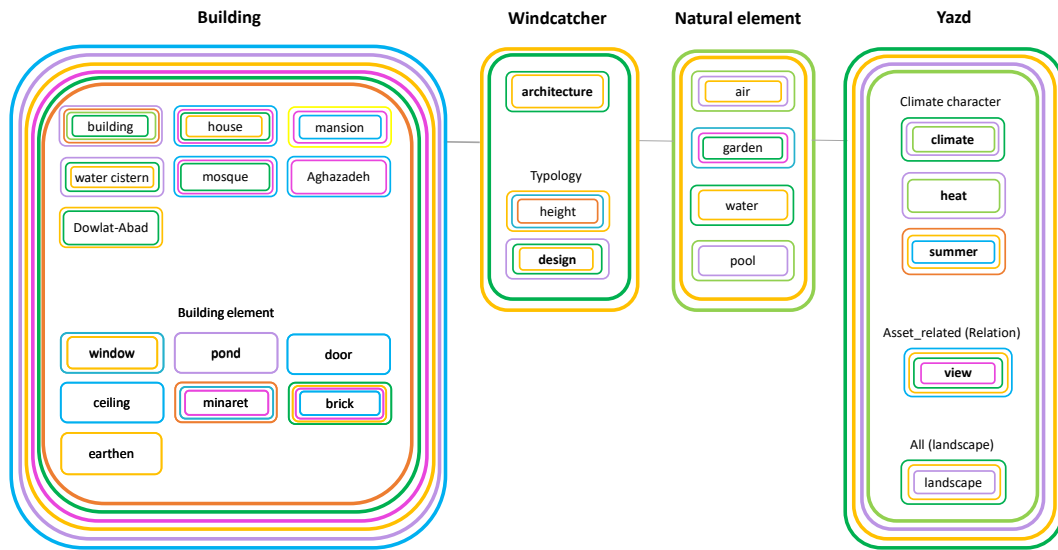 Building
building
house
mansion
water cistern
mosque
Aghazadeh
Dowlat-Abad
Building element
window
pond
door
ceiling
minaret
brick
earthen
Windcatcher
architecture
Typology
height
design
Natural element
air
garden
water
pool
Yazd
Climate character
climate
heat
summer
Asset_related (Relation)
view
All (landscape)
landscape